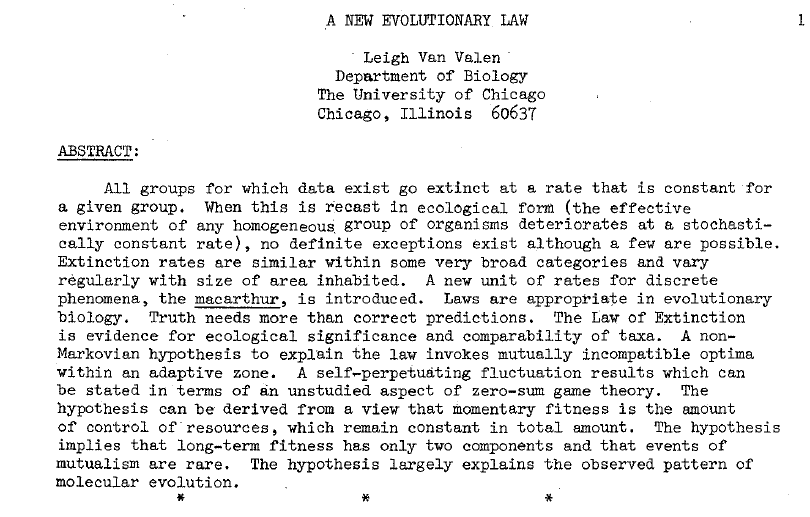 A NEW EVOLUTIONARY LAW 1
Leigh Van Valen
Department of Biology
The University of Chicago
Chicago, Illinois 60637
ABSTRACT:
All groups for which data exist go extinct at a rate that is constant for
a given group. When this is recast in ecological form (the effective
environment of any homogeneous group of organisms deteriorates at a stochasti-
cally constant rate), no definite exceptions exist although a few are possible.
Extinction rates are similar within some very broad categories and vary
regularly with size of area inhabited. A new unit of rates for discrete
phenomena, the macarthur, is introduced. Laws are appropriate in evolutionary
biology. Truth needs more than correct predictions. The Law of Extinction
is evidence for ecological significance and comparability of taxa. A non-
Markovian hypothesis to explain the law invokes mutually incompatible optima
within an adaptive zone. A self-perpetuating fluctuation results which can
be stated in terms of an unstudied aspect of zero-sum game theory. The
hypothesis can be derived from a view that momentary fitness is the amount
of control of resources, which remain constant in total amount. The hypothesis
implies that long-term fitness has only two components and that events of
mutualism are rare. The hypothesis largely explains the observed pattern of
molecular evolution.
* * *